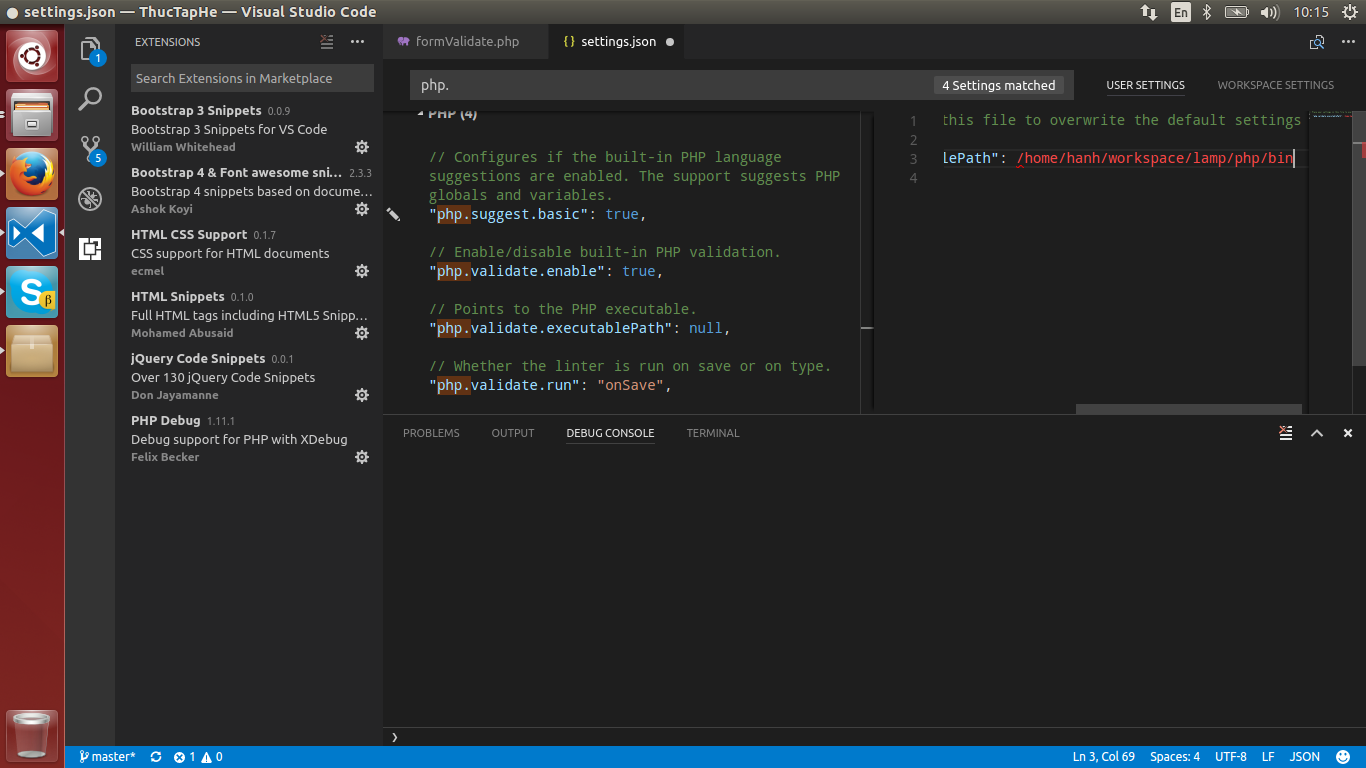 settings.json — ThucTapHe — Visual Studio Code
En
10:15
EXTENSIONS
Search Extensions in Marketplace
Bootstrap 3 Snippets 0.0.9
Bootstrap 3 Snippets for VS Code
William Whitehead
Bootstrap 4 & Font awesome sni... 2.3.3
Bootstrap 4 snippets based on docume...
Ashok Koyi
HTML CSS Support 0.1.7
CSS support for HTML documents
ecmel
HTML Snippets 0.1.0
Full HTML tags including HTML5 Snipp...
Mohamed Abusaid
jQuery Code Snippets 0.0.1
Over 130 jQuery Code Snippets
Don Jayamanne
PHP Debug 1.11.1
Debug support for PHP with XDebug
Felix Becker
1
5
S β
formValidate.php
{} settings.json
php.
4 Settings matched
USER SETTINGS
WORKSPACE SETTINGS
PHP (4)
// Configures if the built-in PHP language
suggestions are enabled. The support suggests PHP
globals and variables.
"php.suggest.basic": true,
// Enable/disable built-in PHP validation.
"php.validate.enable": true,
// Points to the PHP executable.
"php.validate.executablePath": null,
// Whether the linter is run on save or on type.
"php.validate.run": "onSave",
1 this file to overwrite the default settings
2
3 lePath": /home/hanh/workspace/lamp/php/bin
4
PROBLEMS
OUTPUT
DEBUG CONSOLE
TERMINAL
❯
master*
1
0
Ln 3, Col 69
Spaces: 4
UTF-8
LF
JSON